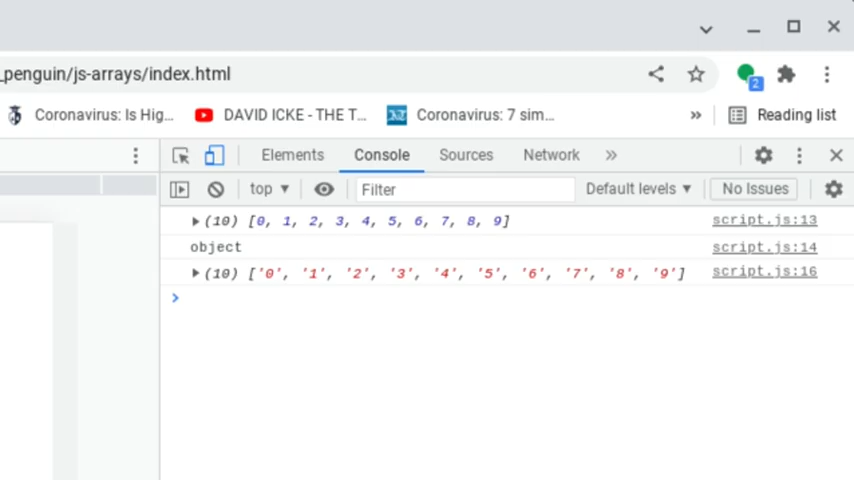 _penguin/js-arrays/index.html
2
Coronavirus: Is Hig... DAVID ICKE - THE T... Coronavirus: 7 sim... » Reading list
Elements Console Sources Network »
top ▼ Filter Default levels ▼ No Issues
(10) [0, 1, 2, 3, 4, 5, 6, 7, 8, 9] script.js:13
object script.js:14
(10) ['0', '1', '2', '3', '4', '5', '6', '7', '8', '9'] script.js:16